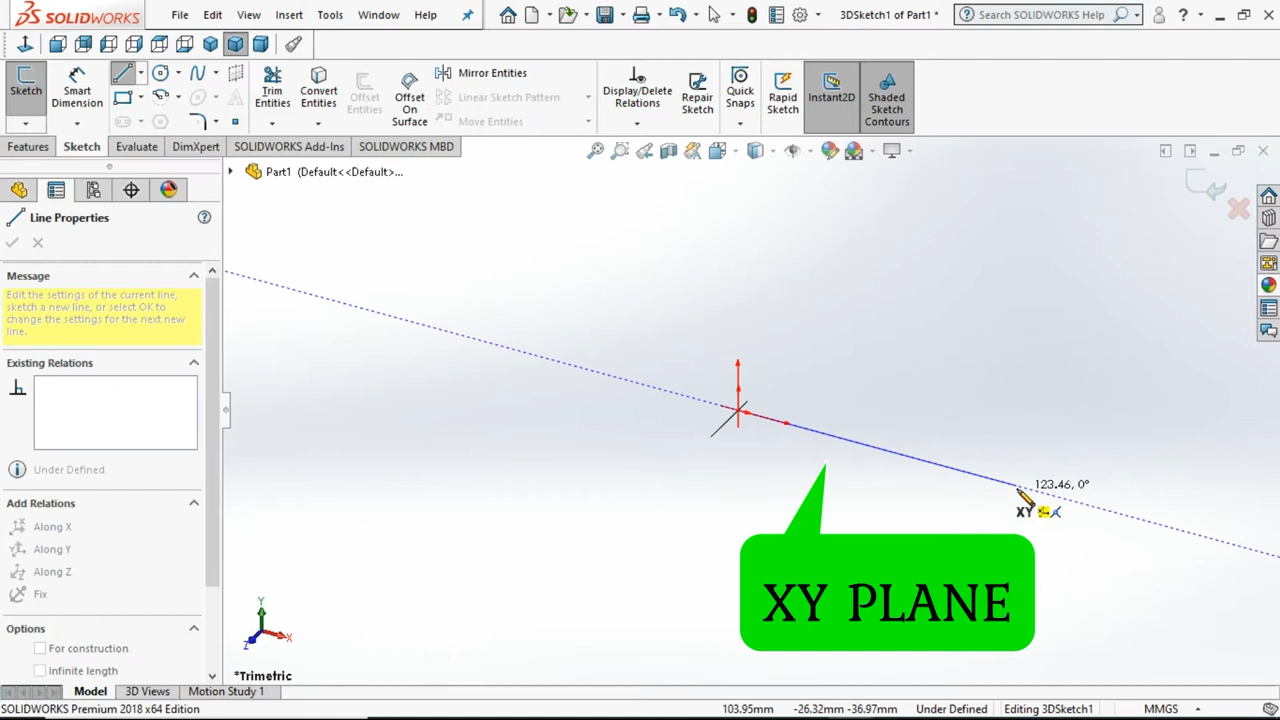 SOLIDWORKS File Edit View Insert Tools Window Help 3DSketch1 of Part1 * Search SOLIDWORKS Help ?
Sketch Smart Dimension Trim Entities Convert Entities Offset Entities Offset On Surface Mirror Entities Linear Sketch Pattern Move Entities Display/Delete Relations Repair Sketch Quick Snaps Rapid Sketch Instant2D Shaded Sketch Contours
Features Sketch Evaluate DimXpert SOLIDWORKS Add-Ins SOLIDWORKS MBD
Part1 (Default<<Default>...
Line Properties ?
Message
Edit the settings of the current line,
sketch a new line, or select OK to
change the settings for the next new
line.
Existing Relations
Under Defined
Add Relations
Along X
Along Y
Along Z
Fix
Options
For construction
Infinite length
123.46, 0°
XY
XY PLANE
Y
X
Z
*Trimetric
Model 3D Views Motion Study 1
SOLIDWORKS Premium 2018 x64 Edition 103.95mm -26.32mm -36.97mm Under Defined Editing 3DSketch1 MMGS